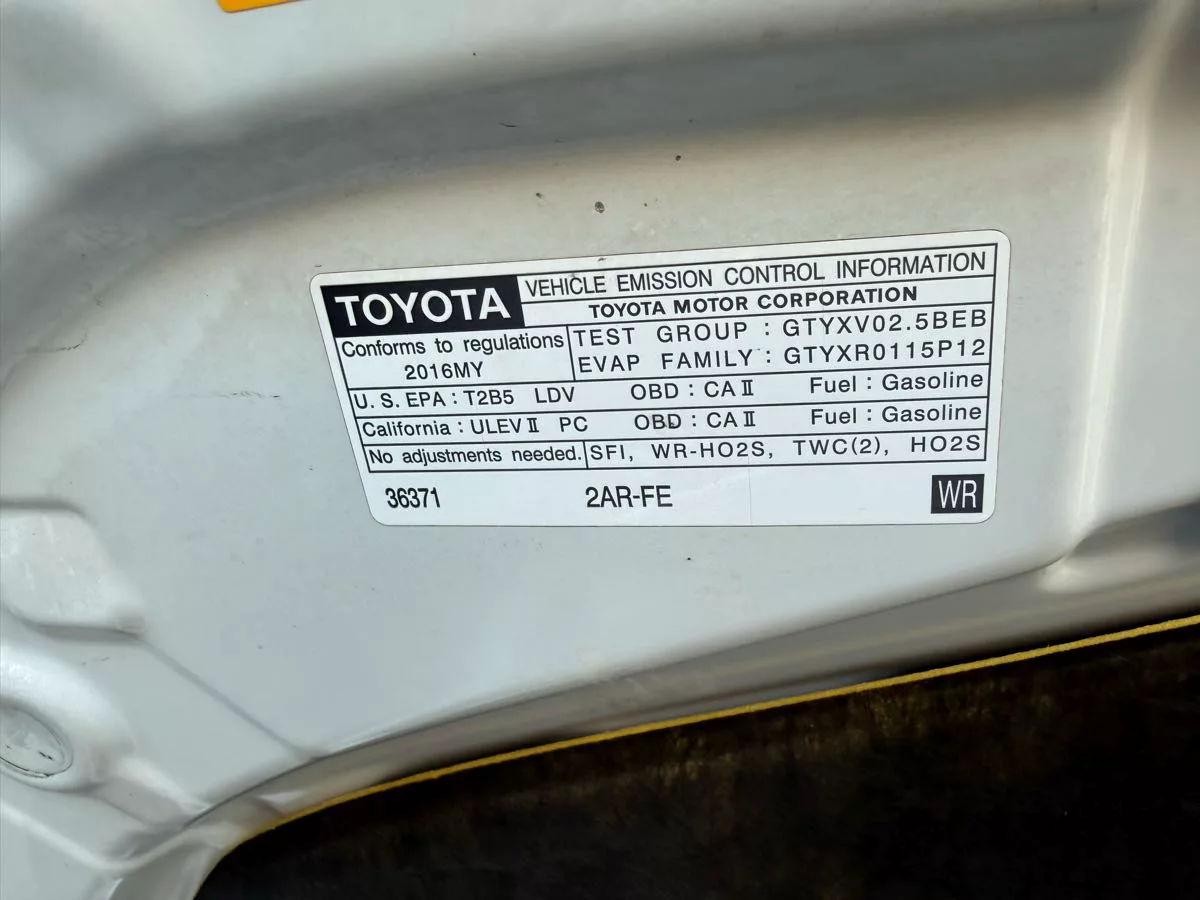 TOYOTA
VEHICLE EMISSION CONTROL INFORMATION
TOYOTA MOTOR CORPORATION
Conforms to regulations
2016MY
TEST GROUP : GTYXV02.5BEB
EVAP FAMILY : GTYXR0115P12
U. S. EPA : T2B5 LDV OBD : CA II Fuel : Gasoline
California : ULEV II PC OBD : CA II Fuel : Gasoline
No adjustments needed. SFI, WR-HO2S, TWC(2), HO2S
36371 2AR-FE WR